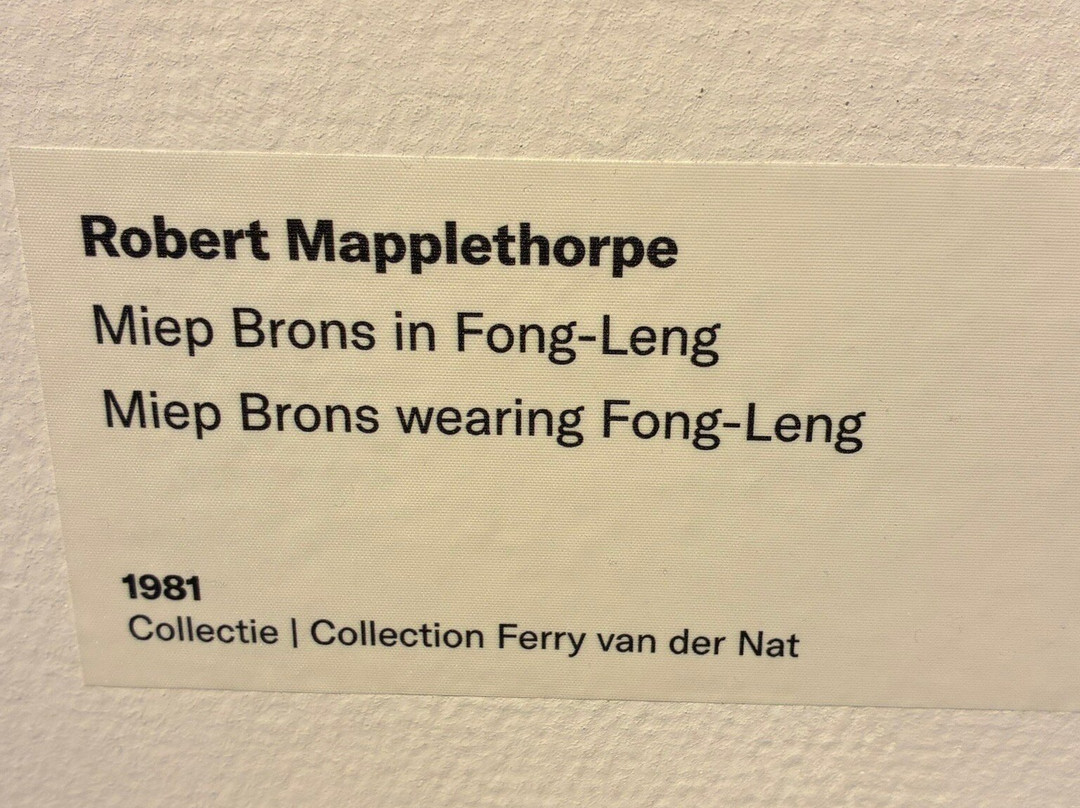 Robert Mapplethorpe
Miep Brons in Fong-Leng
Miep Brons wearing Fong-Leng
1981
Collectie | Collection Ferry van der Nat